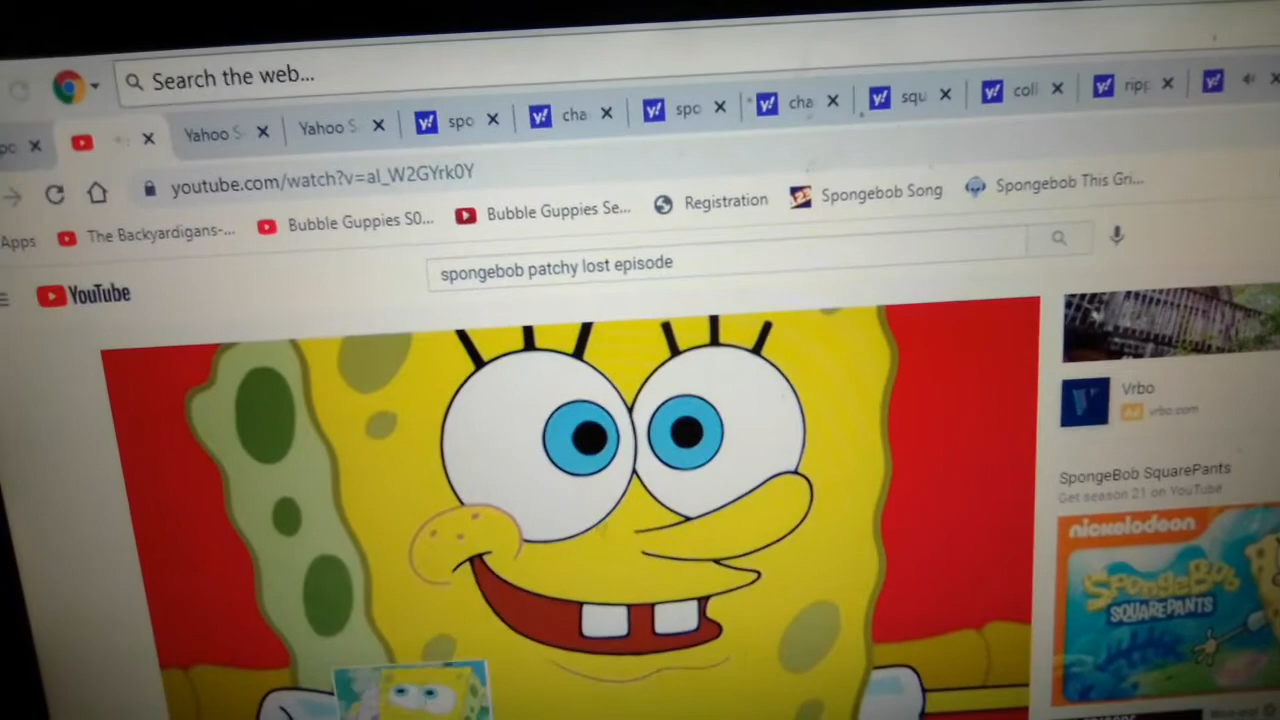 Search the web...
Yahoo S
Yahoo S
y! spo
y! cha
y! spo
y! cha
y! squ
y! coll
y! ripp
y!
youtube.com/watch?v=al_W2GYrk0Y
Apps
The Backyardigans-...
Bubble Guppies S0...
Bubble Guppies Se...
Registration
Spongebob Song
Spongebob This Gri...
YouTube
spongebob patchy lost episode
Vrbo
Ad vrbo.com
SpongeBob SquarePants
Get season 21 on YouTube
nickelodeon
SPONGEBOB
SQUAREPANTS